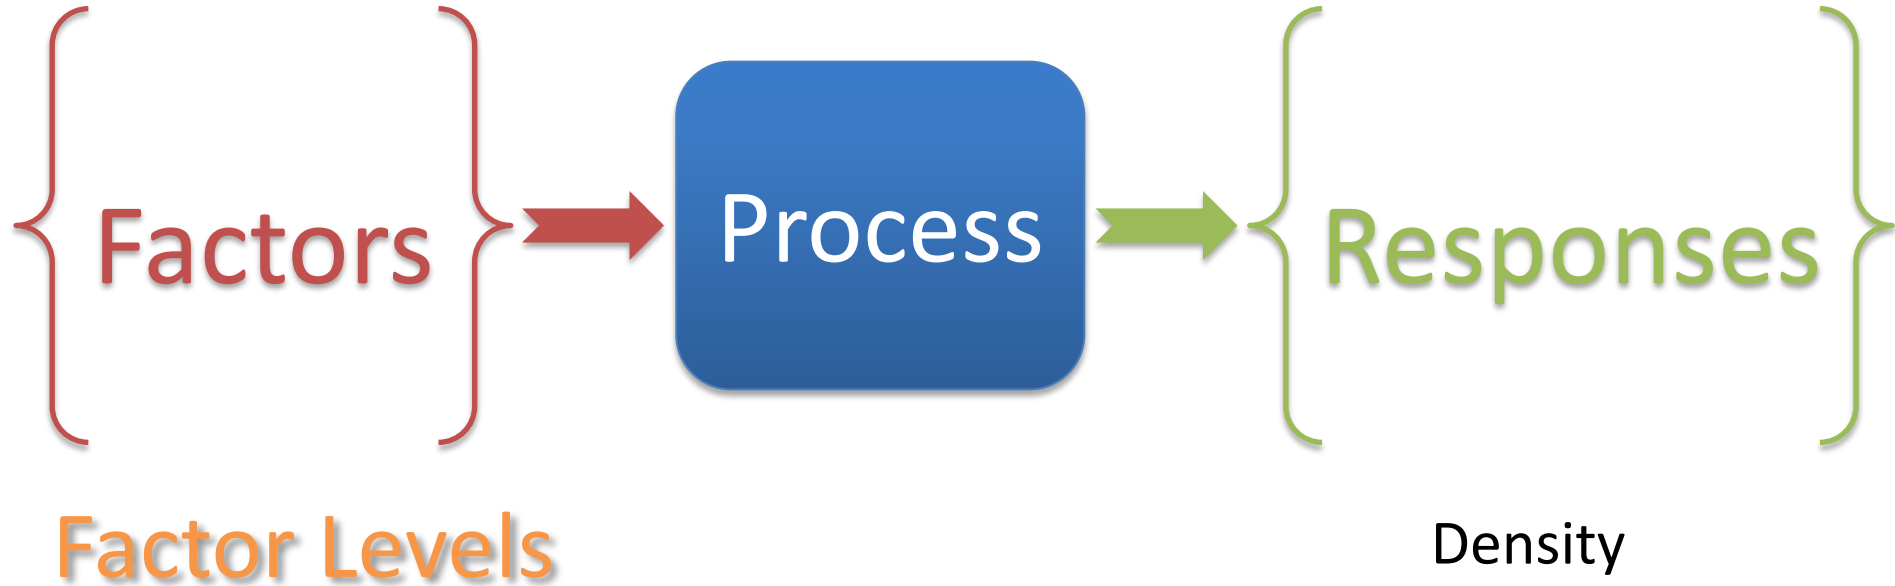 Factors
Process
Responses
Factor Levels
Density